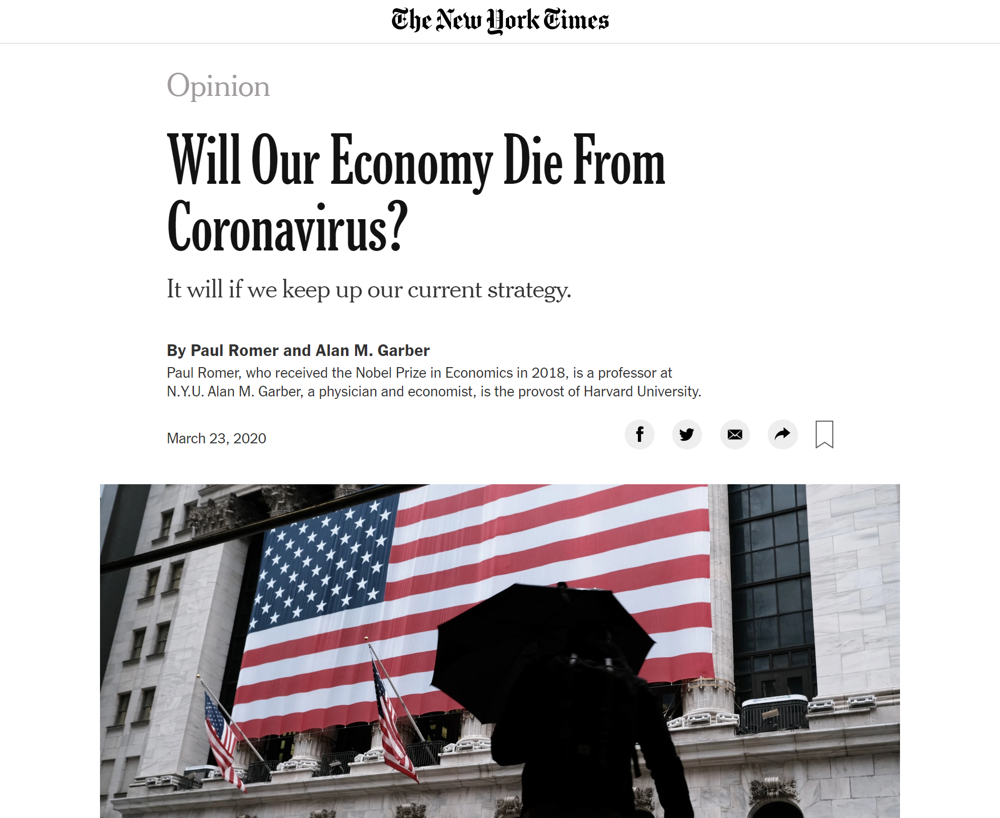 The New York Times
Opinion
Will Our Economy Die From
Coronavirus?
It will if we keep up our current strategy.
By Paul Romer and Alan M. Garber
Paul Romer, who received the Nobel Prize in Economics in 2018, is a professor at
N.Y.U. Alan M. Garber, a physician and economist, is the provost of Harvard University.
March 23, 2020